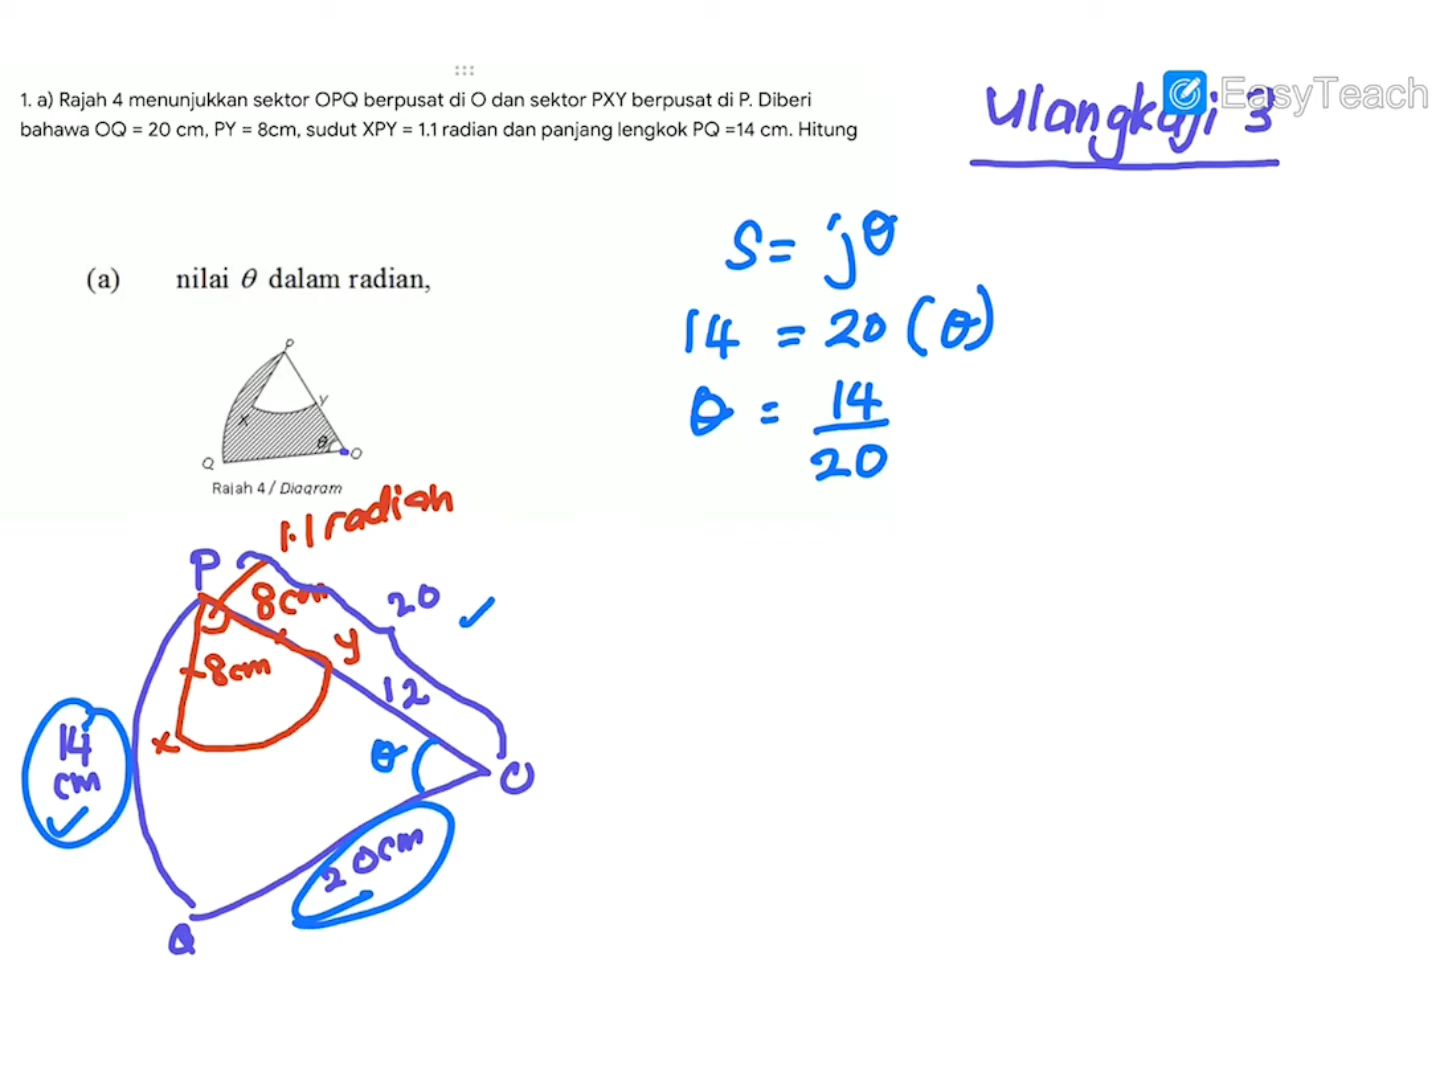 1. a) Rajah 4 menunjukkan sektor OPQ berpusat di O dan sektor PXY berpusat di P. Diberi
bahawa OQ = 20 cm, PY = 8cm, sudut XPY = 1.1 radian dan panjang lengkok PQ =14 cm. Hitung
EasyTeach
Ulangkaji 3
S = jθ
14 = 20 (θ)
θ = 14
20
(a) nilai θ dalam radian,
P
Y
X
θ
O
Q
Rajah 4 / Diagram
1.1 radian
P
8cm
20
y
8cm
12
x
14
cm
θ
O
20cm
Q